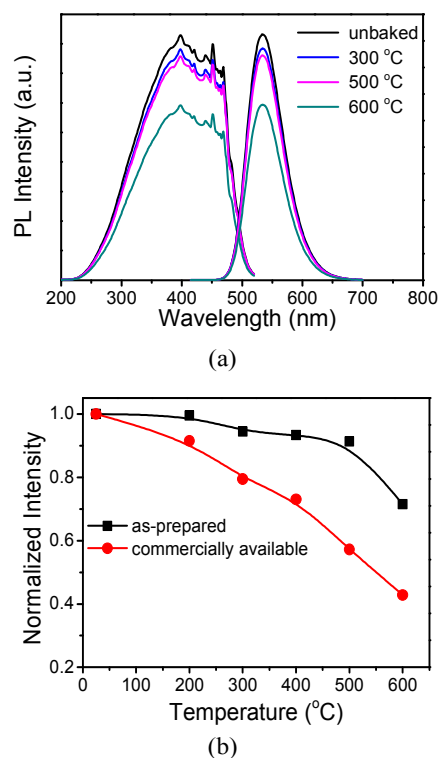 PL Intensity (a.u.)
unbaked
300 °C
500 °C
600 °C
200 300 400 500 600 700 800
Wavelength (nm)
(a)
Normalized Intensity
1.0
0.8
0.6
0.4
0.2
as-prepared
commercially available
0 100 200 300 400 500 600
Temperature (°C)
(b)